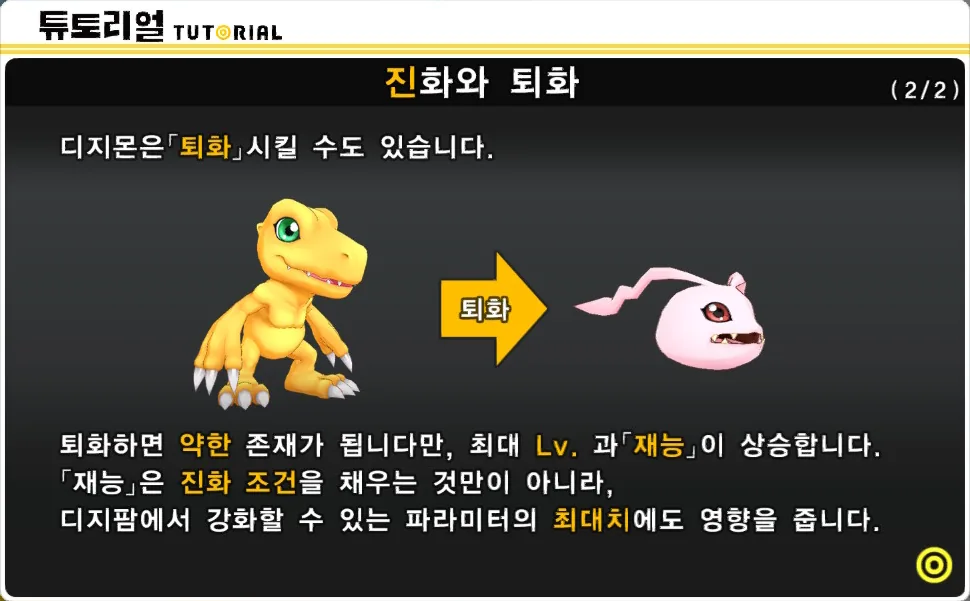 튜토리얼 TUTORIAL
진화와 퇴화
(2/2)
디지몬은「퇴화」시킬 수도 있습니다.
퇴화
퇴화하면 약한 존재가 됩니다만, 최대 Lv. 과「재능」이 상승합니다.
「재능」은 진화 조건을 채우는 것만이 아니라,
디지팜에서 강화할 수 있는 파라미터의 최대치에도 영향을 줍니다.